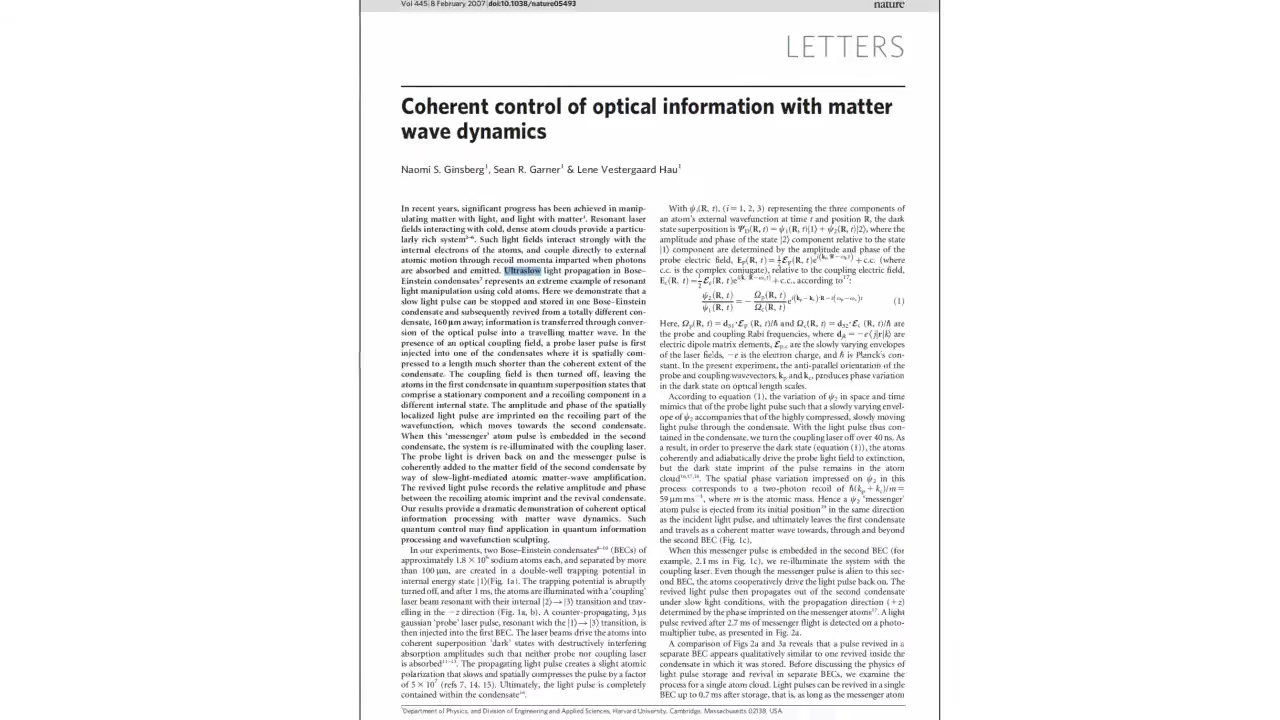 Vol 445|8 February 2007|doi:10.1038/nature05493
nature
LETTERS
Coherent control of optical information with matter
wave dynamics
Naomi S. Ginsberg¹, Sean R. Garner¹ & Lene Vestergaard Hau¹
In recent years, significant progress has been achieved in manip-
ulating matter with light, and light with matter¹. Resonant laser
fields interacting with cold, dense atom clouds provide a particu-
larly rich system²⁻⁶. Such light fields interact strongly with the
internal electrons of the atoms, and couple directly to external
atomic motion through recoil momenta imparted when photons
are absorbed and emitted. Ultraslow light propagation in Bose–
Einstein condensates⁷ represents an extreme example of resonant
light manipulation using cold atoms. Here we demonstrate that a
slow light pulse can be stopped and stored in one Bose–Einstein
condensate and subsequently revived from a totally different con-
densate, 160 μm away; information is transferred through conver-
sion of the optical pulse into a travelling matter wave. In the
presence of an optical coupling field, a probe laser pulse is first
injected into one of the condensates where it is spatially com-
pressed to a length much shorter than the coherent extent of the
condensate. The coupling field is then turned off, leaving the
atoms in the first condensate in quantum superposition states that
comprise a stationary component and a recoiling component in a
different internal state. The amplitude and phase of the spatially
localized light pulse are imprinted on the recoiling part of the
wavefunction, which moves towards the second condensate.
When this ‘messenger’ atom pulse is embedded in the second
condensate, the system is re-illuminated with the coupling laser.
The probe light is driven back on and the messenger pulse is
coherently added to the matter field of the second condensate by
way of slow-light-mediated atomic matter-wave amplification.
The revived light pulse records the relative amplitude and phase
between the recoiling atomic imprint and the revival condensate.
Our results provide a dramatic demonstration of coherent optical
information processing with matter wave dynamics. Such
quantum control may find application in quantum information
processing and wavefunction sculpting.
In our experiments, two Bose–Einstein condensates⁸⁻¹⁰ (BECs) of
approximately 1.8 × 10⁶ sodium atoms each, and separated by more
than 100 μm, are created in a double-well trapping potential in
internal energy state |1⟩(Fig. 1a). The trapping potential is abruptly
turned off, and after 1 ms, the atoms are illuminated with a ‘coupling’
laser beam resonant with their internal |2⟩→|3⟩ transition and trav-
elling in the −z direction (Fig. 1a, b). A counter-propagating, 3 μs
gaussian ‘probe’ laser pulse, resonant with the |1⟩→|3⟩ transition, is
then injected into the first BEC. The laser beams drive the atoms into
coherent superposition ‘dark’ states with destructively interfering
absorption amplitudes such that neither probe nor coupling laser
is absorbed¹¹⁻¹³. The propagating light pulse creates a slight atomic
polarization that slows and spatially compresses the pulse by a factor
of 5 × 10⁷ (refs 7, 14, 15). Ultimately, the light pulse is completely
contained within the condensate¹⁶.
With ψᵢ(R, t), (i = 1, 2, 3) representing the three components of
an atom’s external wavefunction at time t and position R, the dark
state superposition is Ψ_D(R, t) = ψ₁(R, t)|1⟩ + ψ₂(R, t)|2⟩, where the
amplitude and phase of the state |2⟩ component relative to the state
|1⟩ component are determined by the amplitude and phase of the
probe electric field, E_p(R, t) = ½ℰ_p(R, t)e^{i(k_p·R−ω_p t)} + c.c. (where
c.c. is the complex conjugate), relative to the coupling electric field,
E_c(R, t) = ½ℰ_c(R, t)e^{i(k_c·R−ω_c t)} + c.c., according to¹⁷:
ψ₂(R, t)/ψ₁(R, t) = − Ω_p(R, t)/Ω_c(R, t) e^{i(k_p−k_c)·R−i(ω_p−ω_c)t} (1)
Here, Ω_p(R, t) = d₃₁·ℰ_p (R, t)/ℏ and Ω_c(R, t) = d₃₂·ℰ_c (R, t)/ℏ are
the probe and coupling Rabi frequencies, where d_jk = −e⟨j|r|k⟩ are
electric dipole matrix elements, ℰ_p,c are the slowly varying envelopes
of the laser fields, −e is the electron charge, and ℏ is Planck’s con-
stant. In the present experiment, the anti-parallel orientation of the
probe and coupling wavevectors, k_p and k_c, produces phase variation
in the dark state on optical length scales.
According to equation (1), the variation of ψ₂ in space and time
mimics that of the probe light pulse such that a slowly varying envel-
ope of ψ₂ accompanies that of the highly compressed, slowly moving
light pulse through the condensate. With the light pulse thus con-
tained in the condensate, we turn the coupling laser off over 40 ns. As
a result, in order to preserve the dark state (equation (1)), the atoms
coherently and adiabatically drive the probe light field to extinction,
but the dark state imprint of the pulse remains in the atom
cloud¹⁶,¹⁷,¹⁸. The spatial phase variation impressed on ψ₂ in this
process corresponds to a two-photon recoil of ℏ(k_p + k_c)/m =
59 μm ms⁻¹, where m is the atomic mass. Hence a ψ₂ ‘messenger’
atom pulse is ejected from its initial position¹⁹ in the same direction
as the incident light pulse, and ultimately leaves the first condensate
and travels as a coherent matter wave towards, through and beyond
the second BEC (Fig. 1c),
When this messenger pulse is embedded in the second BEC (for
example, 2.1 ms in Fig. 1c), we re-illuminate the system with the
coupling laser. Even though the messenger pulse is alien to this sec-
ond BEC, the atoms cooperatively drive the light pulse back on. The
revived light pulse then propagates out of the second condensate
under slow light conditions, with the propagation direction (+z)
determined by the phase imprinted on the messenger atoms¹⁷. A light
pulse revived after 2.7 ms of messenger flight is detected on a photo-
multiplier tube, as presented in Fig. 2a.
A comparison of Figs 2a and 3a reveals that a pulse revived in a
separate BEC appears qualitatively similar to one revived inside the
condensate in which it was stored. Before discussing the physics of
light pulse storage and revival in separate BECs, we examine the
process for a single atom cloud. Light pulses can be revived in a single
BEC up to 0.7 ms after storage, that is, as long as the messenger atom
¹Department of Physics, and Division of Engineering and Applied Sciences, Harvard University, Cambridge, Massachusetts 02138, USA